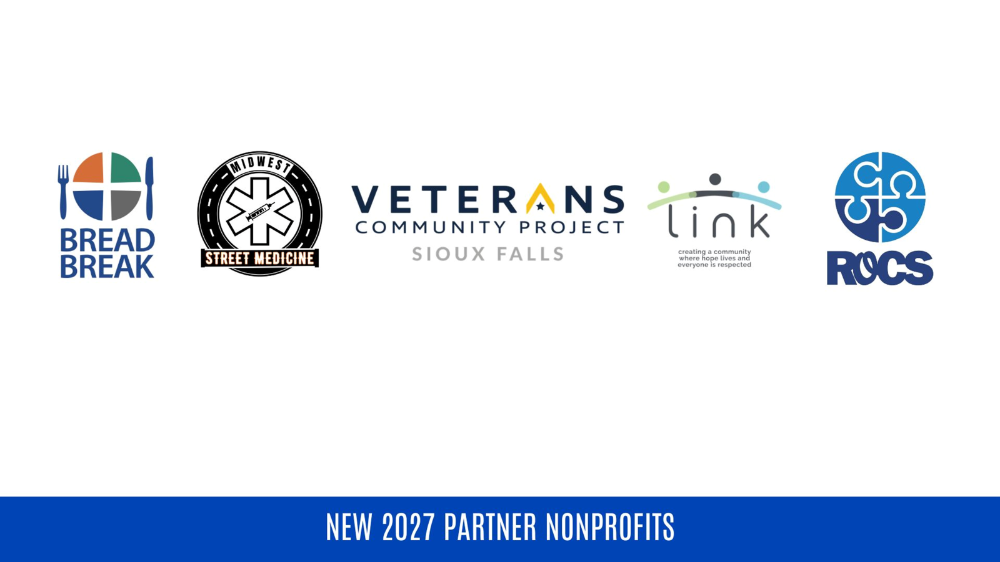 BREAD
BREAK
MIDWEST
STREET MEDICINE
VETERANS
COMMUNITY PROJECT
SIOUX FALLS
link
creating a community
where hope lives and
everyone is respected
ROCS
NEW 2027 PARTNER NONPROFITS